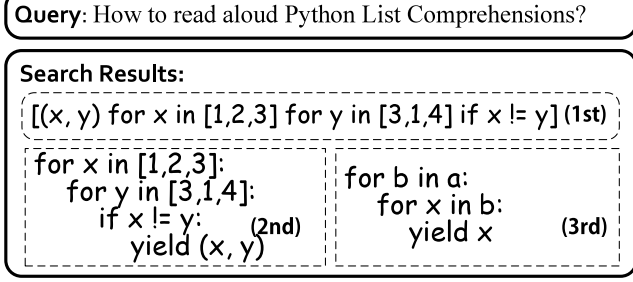 Query: How to read aloud Python List Comprehensions?
Search Results:
[(x, y) for x in [1,2,3] for y in [3,1,4] if x != y] (1st)
for x in [1,2,3]:
for y in [3,1,4]:
if x != y:
yield (x, y)
(2nd)
for b in a:
for x in b:
yield x
(3rd)